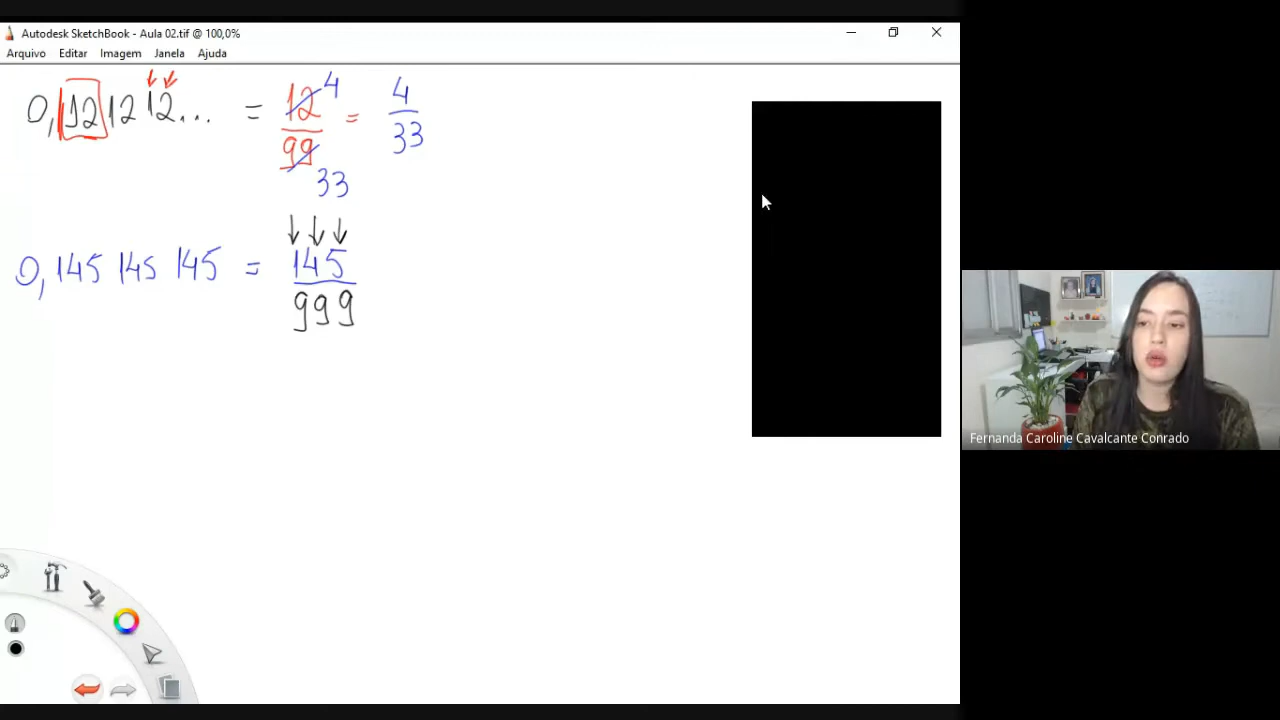 Autodesk SketchBook - Aula 02.tif @ 100,0%
Arquivo Editar Imagem Janela Ajuda
0,121212... = 12/99 = 4/33
4
33
0,145 145 145 = 145/999
Fernanda Caroline Cavalcante Conrado